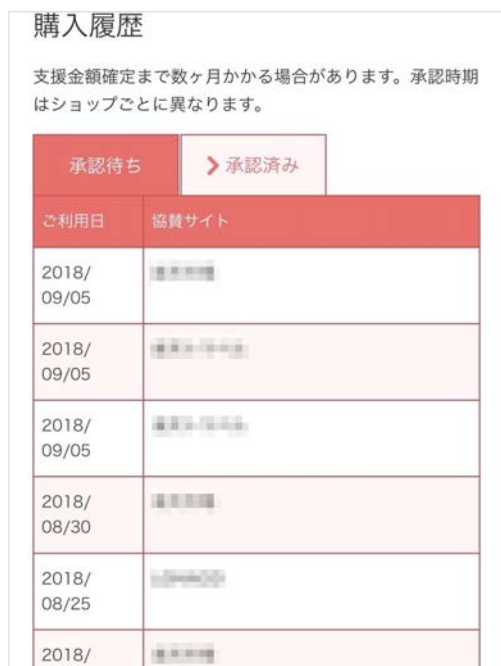 購入履歴
支援金額確定まで数ヶ月かかる場合があります。承認時期
はショップごとに異なります。
承認待ち
承認済み
ご利用日 協賛サイト
2018/
09/05
2018/
09/05
2018/
09/05
2018/
08/30
2018/
08/25
2018/